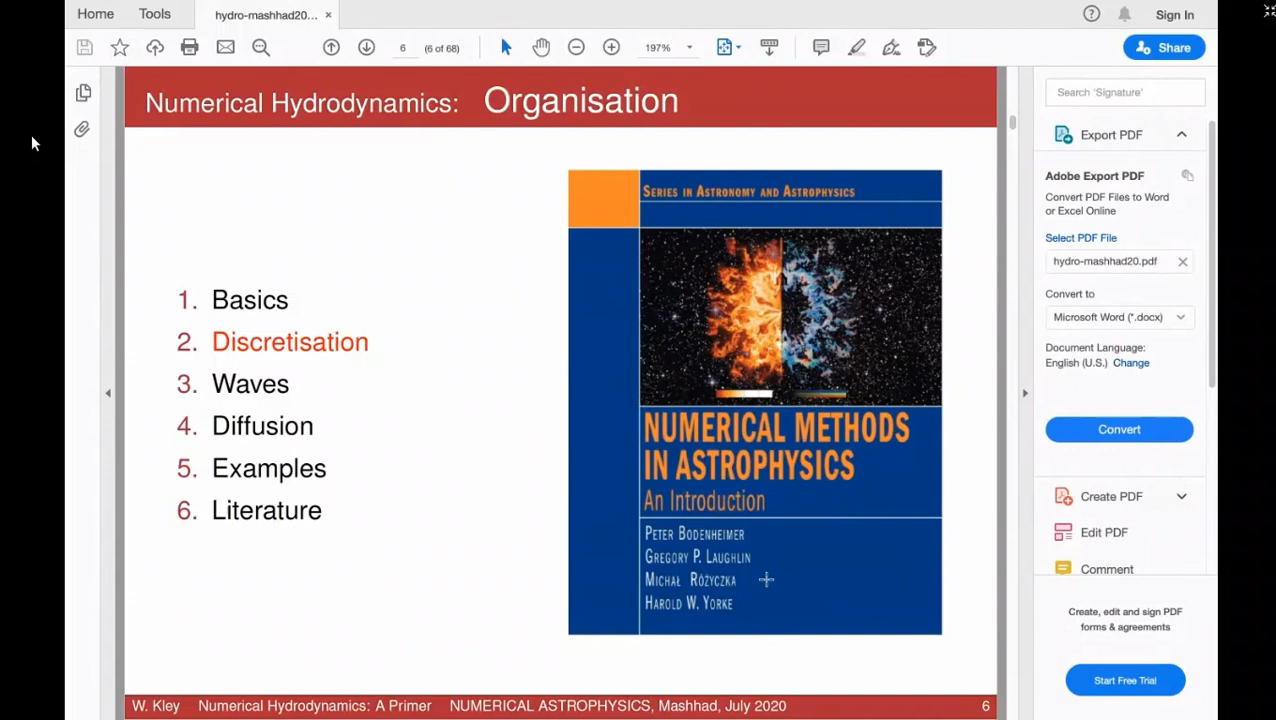 Home Tools hydro-mashhad20... × Sign In
6 (6 of 68) 197% Share
Numerical Hydrodynamics: Organisation
1. Basics
2. Discretisation
3. Waves
4. Diffusion
5. Examples
6. Literature
SERIES IN ASTRONOMY AND ASTROPHYSICS
NUMERICAL METHODS
IN ASTROPHYSICS
An Introduction
PETER BODENHEIMER
GREGORY P. LAUGHLIN
MICHAŁ RÓŻYCZKA
HAROLD W. YORKE
W. Kley Numerical Hydrodynamics: A Primer NUMERICAL ASTROPHYSICS, Mashhad, July 2020 6
Search 'Signature'
Export PDF
Adobe Export PDF
Convert PDF Files to Word
or Excel Online
Select PDF File
hydro-mashhad20.pdf
Convert to
Microsoft Word (*.docx)
Document Language:
English (U.S.) Change
Convert
Create PDF
Edit PDF
Comment
Create, edit and sign PDF
forms & agreements
Start Free Trial